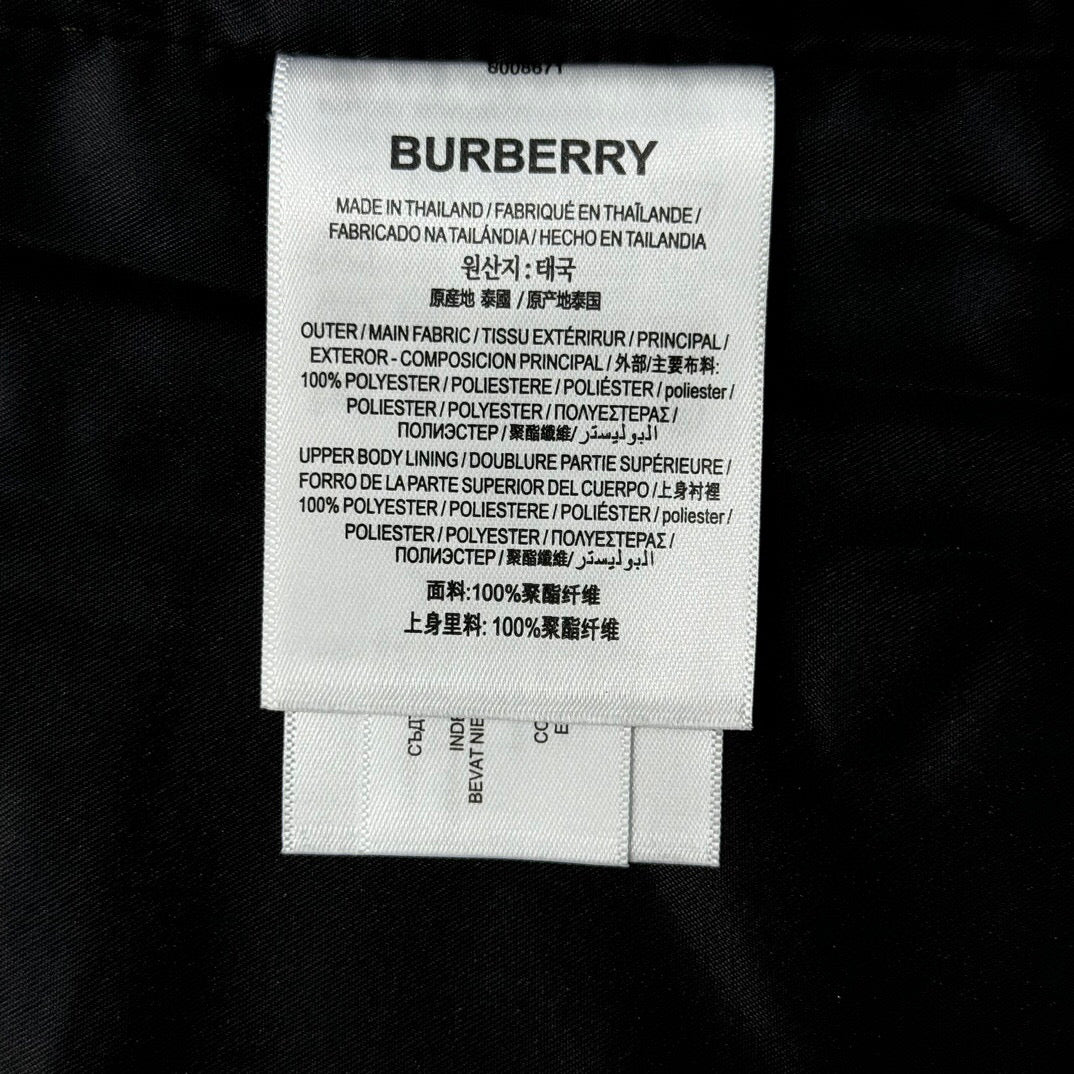 8008671
BURBERRY
MADE IN THAILAND / FABRIQUÉ EN THAÏLANDE /
FABRICADO NA TAILÁNDIA / HECHO EN TAILANDIA
원산지 : 태국
原産地 泰國 / 原产地泰国
OUTER / MAIN FABRIC / TISSU EXTÉRIRUR / PRINCIPAL /
EXTEROR - COMPOSICION PRINCIPAL / 外部/主要布料:
100% POLYESTER / POLIESTERE / POLIÉSTER / poliester /
POLIESTER / POLYESTER / ΠΟΛΥΕΣΤΕΡΑΣ /
ПОЛИЭСТЕР / 聚酯纖維/ البوليستر
UPPER BODY LINING / DOUBLURE PARTIE SUPÉRIEURE /
FORRO DE LA PARTE SUPERIOR DEL CUERPO /上身衬裡
100% POLYESTER / POLIESTERE / POLIÉSTER / poliester /
POLIESTER / POLYESTER / ΠΟΛΥΕΣΤΕΡΑΣ /
ПОЛИЭСТЕР / 聚酯纖維/ البوليستر
面料:100%聚酯纤维
上身里料: 100%聚酯纤维
СЪД
INDE
BEVAT NIE
CO
E